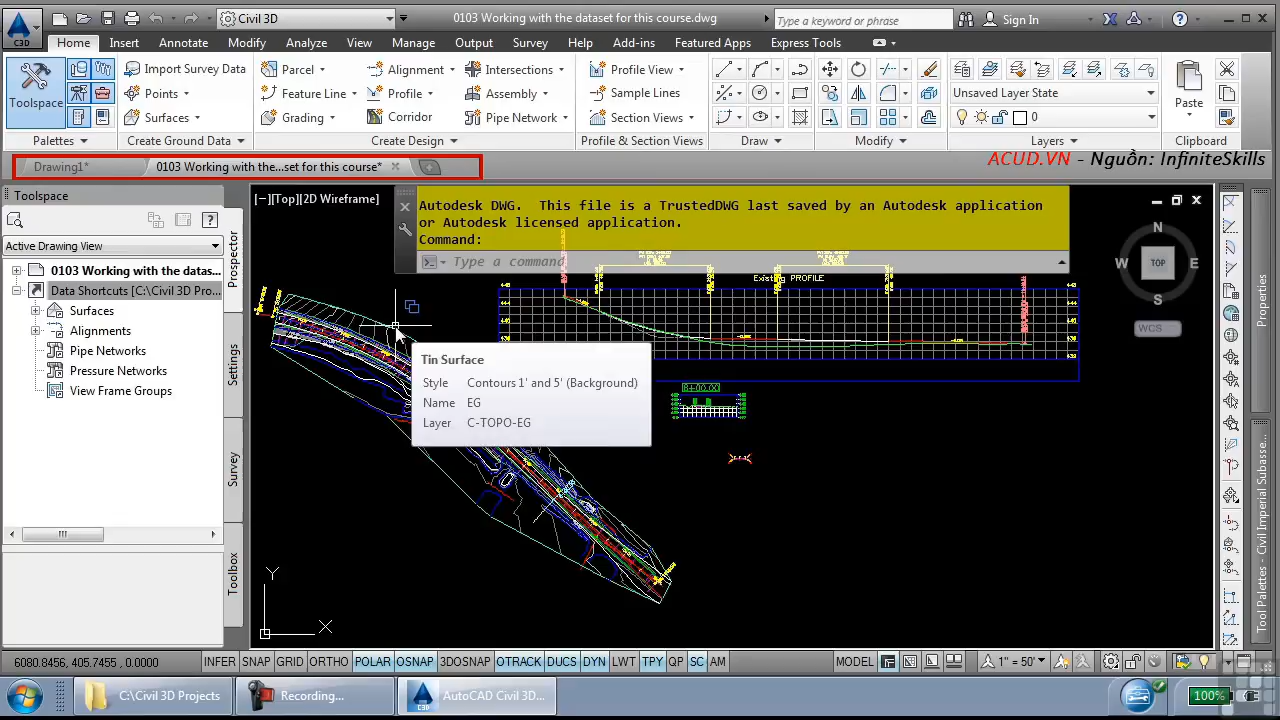 Civil 3D
0103 Working with the dataset for this course.dwg
Type a keyword or phrase
Sign In
C3D
Home Insert Annotate Modify Analyze View Manage Output Survey Help Add-ins Featured Apps Express Tools
Toolspace
Import Survey Data
Points
Surfaces
Parcel
Feature Line
Grading
Alignment
Profile
Corridor
Intersections
Assembly
Pipe Network
Profile View
Sample Lines
Section Views
Unsaved Layer State
0
Paste
Palettes
Create Ground Data
Create Design
Profile & Section Views
Draw
Modify
Layers
Clipboard
Drawing1*
0103 Working with the...set for this course*
ACUD.VN - Nguồn: InfiniteSkills
Toolspace
Active Drawing View
0103 Working with the datas...
Data Shortcuts [C:\Civil 3D Pro...
Surfaces
Alignments
Pipe Networks
Pressure Networks
View Frame Groups
Prospector
Settings
Survey
Toolbox
[−][Top][2D Wireframe]
Autodesk DWG. This file is a TrustedDWG last saved by an Autodesk application
or Autodesk licensed application.
Command:
Type a command
Existing PROFILE
Tin Surface
Style Contours 1' and 5' (Background)
Name EG
Layer C-TOPO-EG
8+00.00
N
W TOP E
S
WCS
Y
X
Properties
Tool Palettes - Civil Imperial Subasse...
6080.8456, 405.7455, 0.0000
INFER SNAP GRID ORTHO POLAR OSNAP 3DOSNAP OTRACK DUCS DYN LWT TPY QP SC AM
MODEL
1" = 50'
C:\Civil 3D Projects
Recording...
AutoCAD Civil 3D...
100%